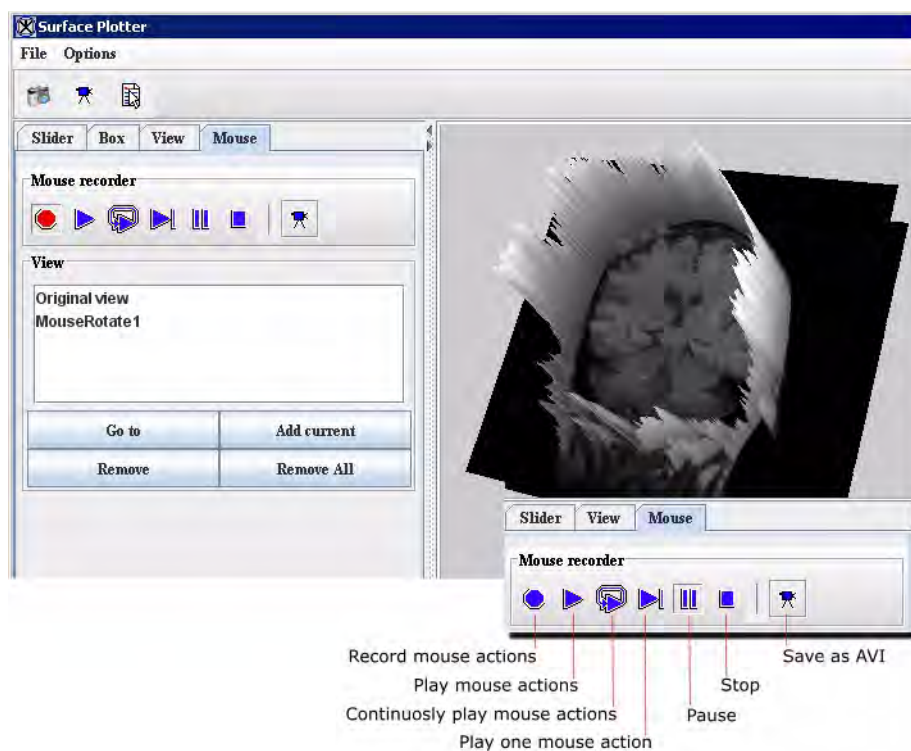 Surface Plotter
File Options
Slider Box View Mouse
Mouse recorder
View
Original view
MouseRotate1
Go to Add current
Remove Remove All
Slider View Mouse
Mouse recorder
Record mouse actions Save as AVI
Play mouse actions Stop
Continuosly play mouse actions Pause
Play one mouse action